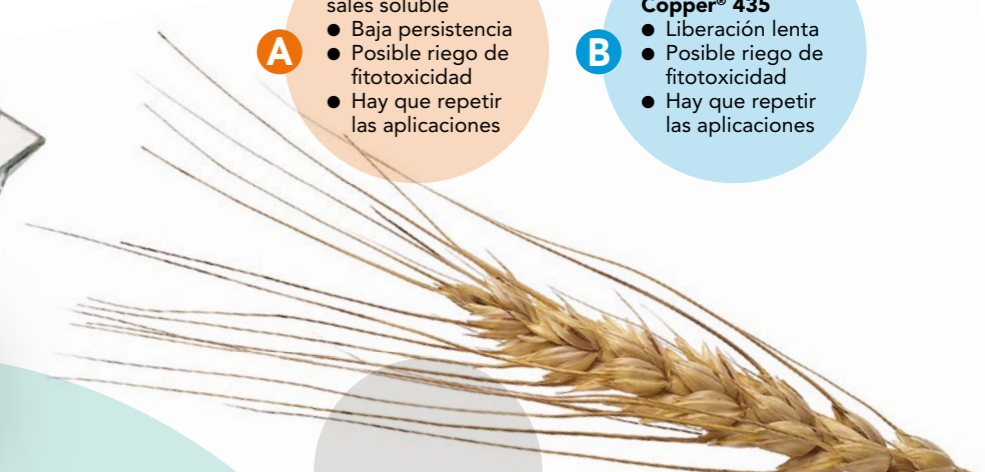 sales soluble
A
● Baja persistencia
● Posible riego de
fitotoxicidad
● Hay que repetir
las aplicaciones
Copper® 435
B
● Liberación lenta
● Posible riego de
fitotoxicidad
● Hay que repetir
las aplicaciones